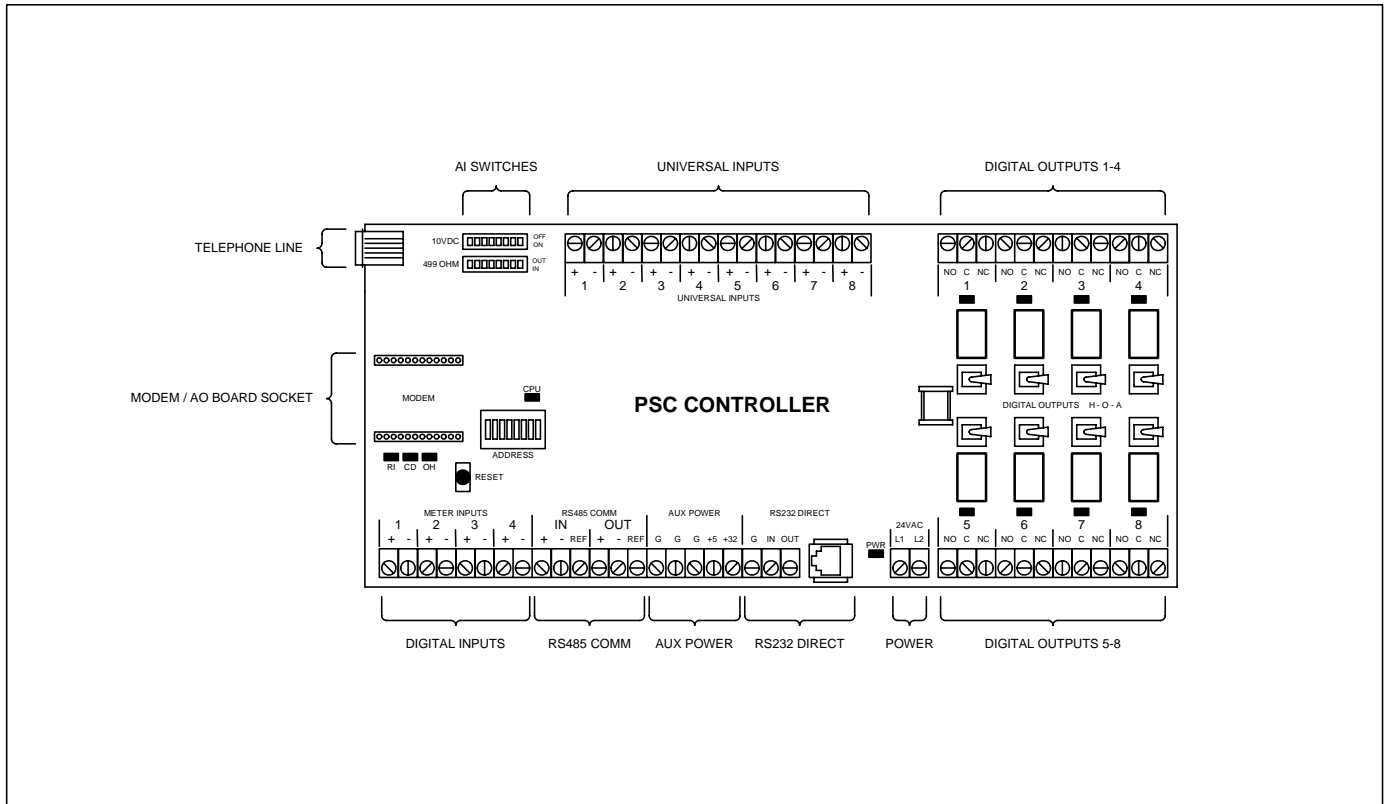 AI SWITCHES UNIVERSAL INPUTS DIGITAL OUTPUTS 1-4
TELEPHONE LINE
10VDC OFF
ON
499 OHM OUT
IN
+ - + - + - + - + - + - + - + -
1 2 3 4 5 6 7 8
UNIVERSAL INPUTS
NO C NC NO C NC NO C NC NO C NC
1 2 3 4
MODEM / AO BOARD SOCKET
MODEM
CPU
PSC CONTROLLER
DIGITAL OUTPUTS H - O - A
ADDRESS
RI CD OH
RESET
METER INPUTS RS485 COMM AUX POWER RS232 DIRECT
1 2 3 4 IN OUT
+ - + - + - + - + - REF + - REF G G G +5 +32 G IN OUT
PWR
24VAC
L1 L2
5 6 7 8
NO C NC NO C NC NO C NC NO C NC
DIGITAL INPUTS RS485 COMM AUX POWER RS232 DIRECT POWER DIGITAL OUTPUTS 5-8